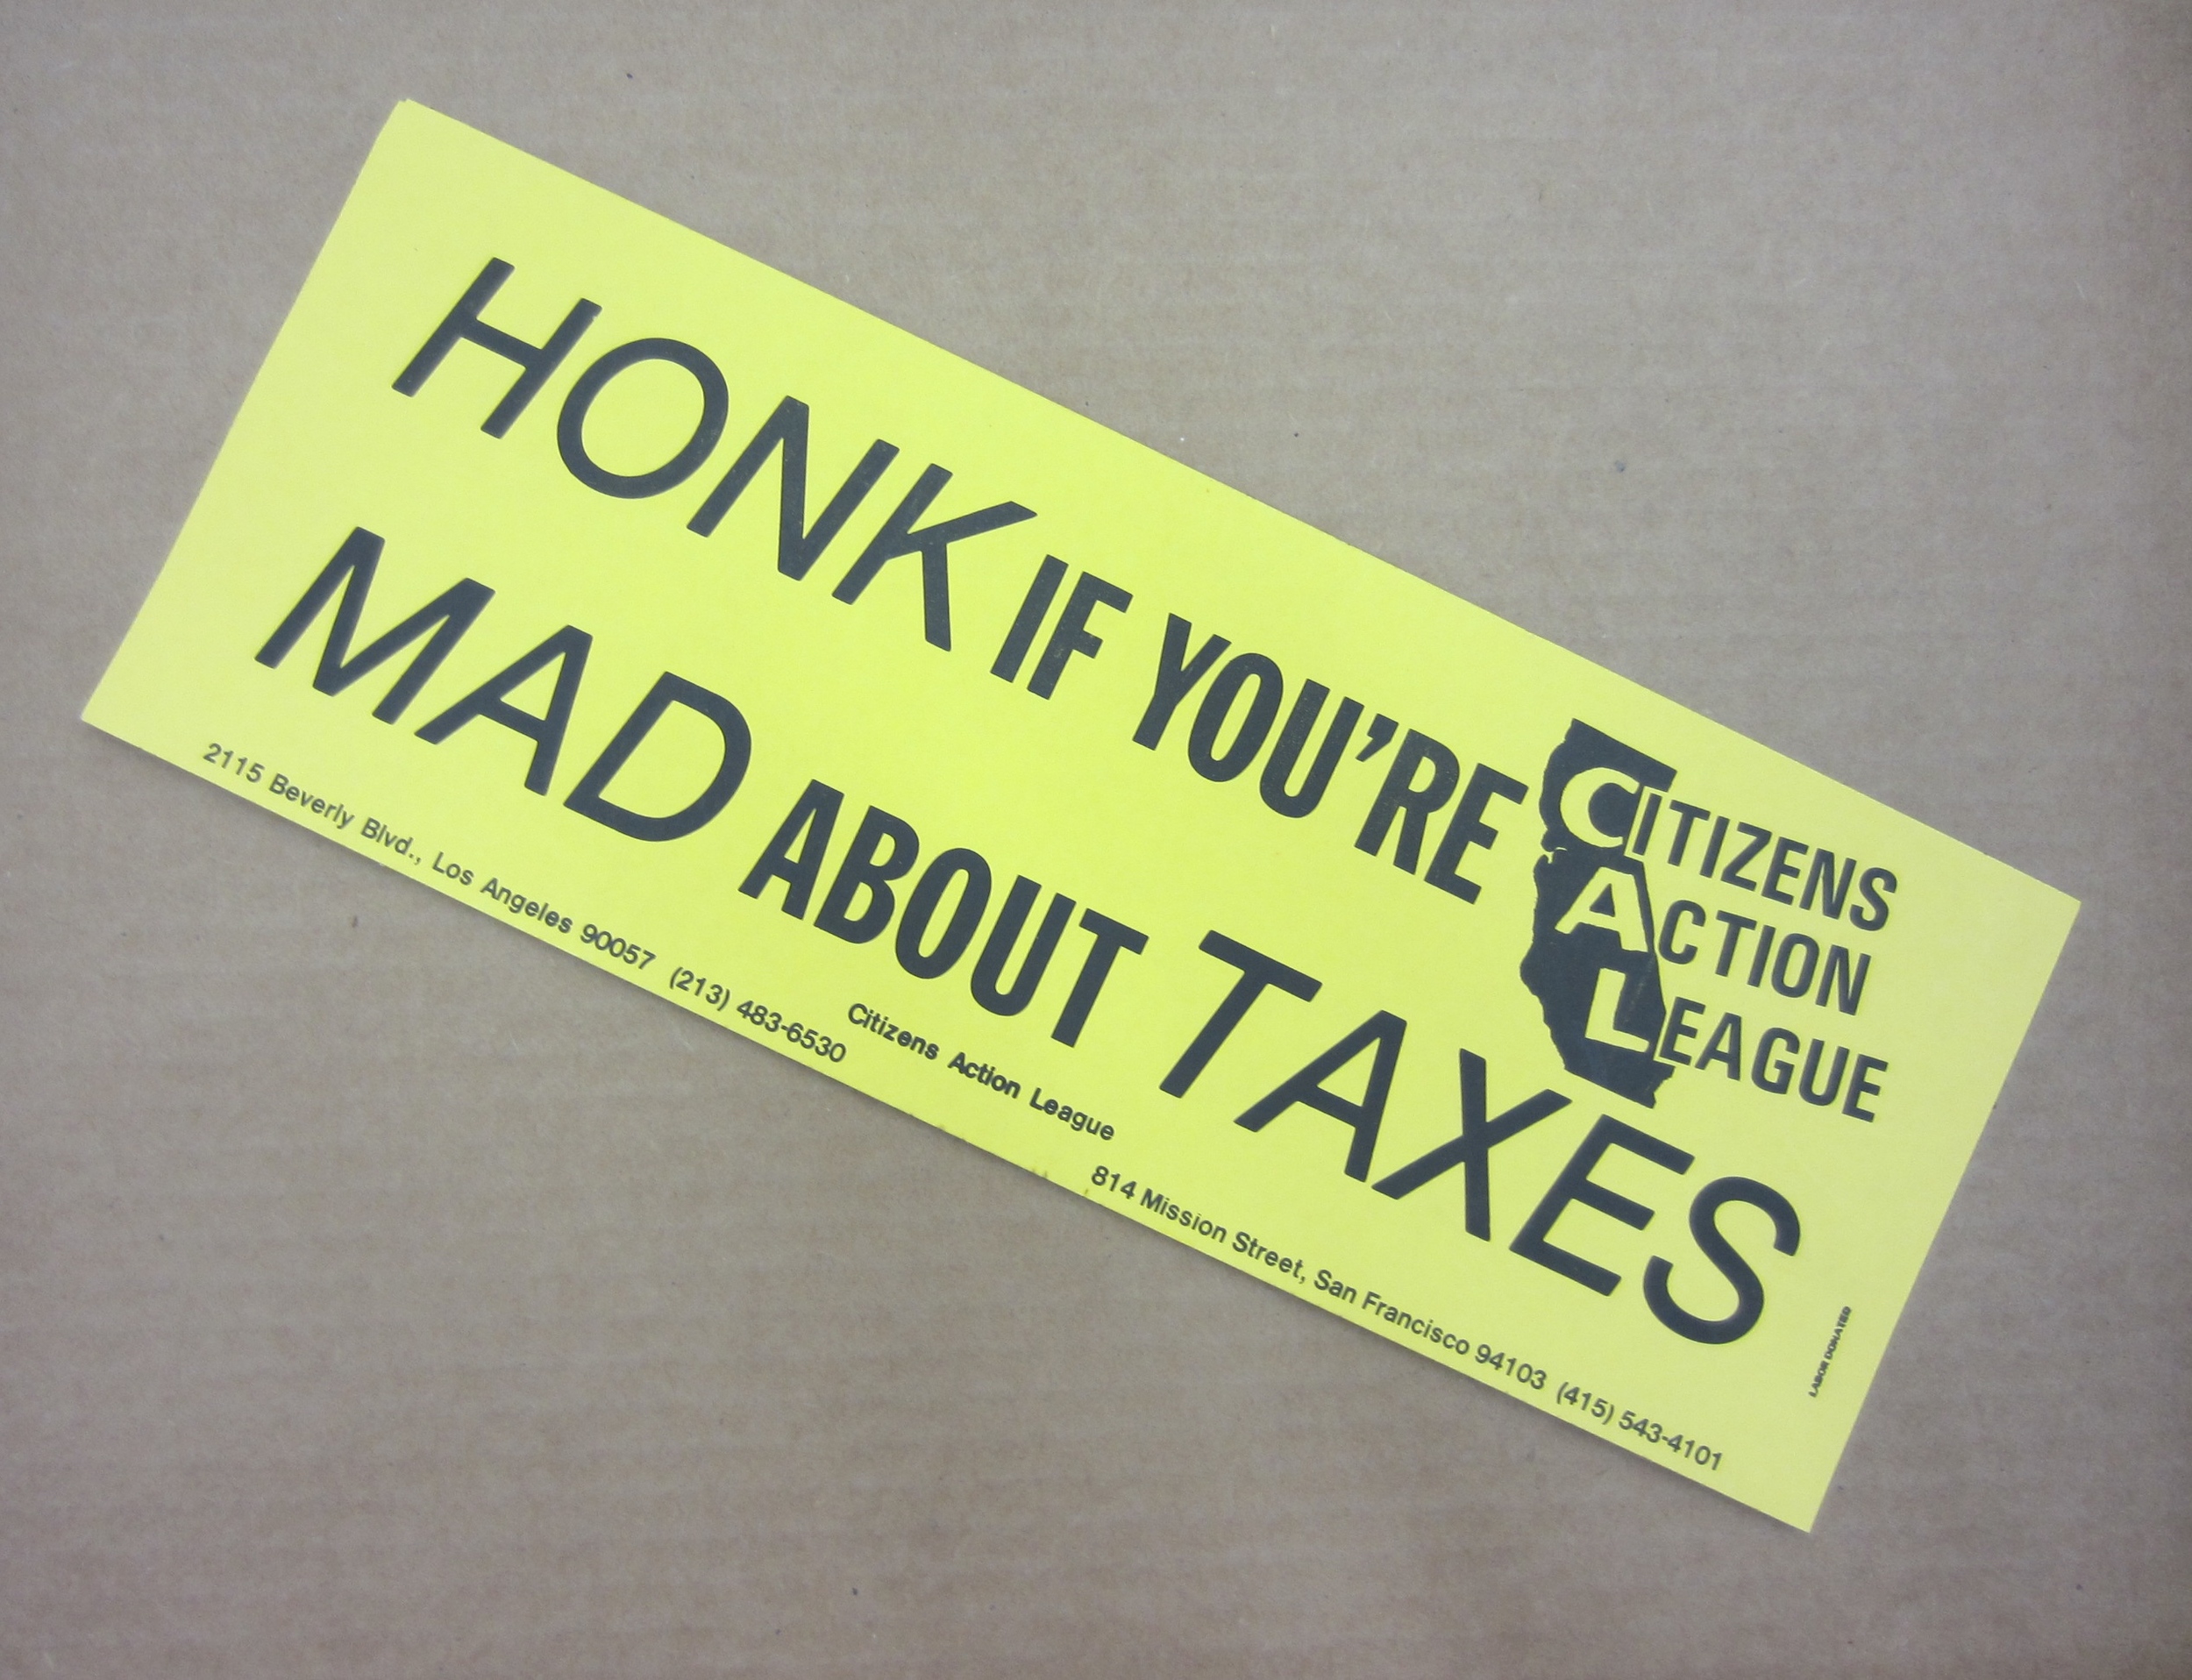 HONK IF YOU'RE
MAD ABOUT TAXES
CITIZENS
ACTION
LEAGUE
Citizens Action League
2115 Beverly Blvd., Los Angeles 90057 (213) 483-6530
814 Mission Street, San Francisco 94103 (415) 543-4101
LABOR DONATED